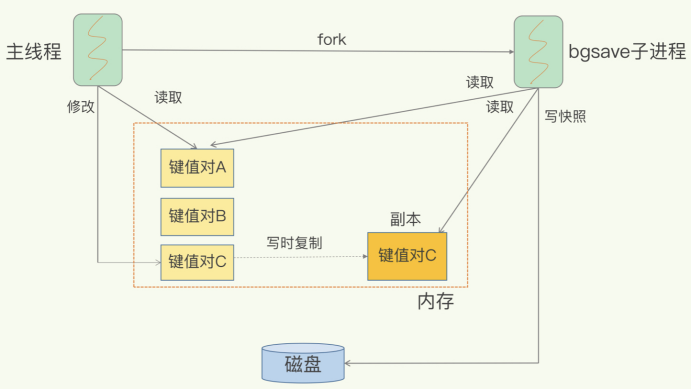 fork
主线程
bgsave子进程
修改
读取
读取
读取
写快照
键值对A
键值对B
副本
写时复制
键值对C
键值对C
内存
磁盘